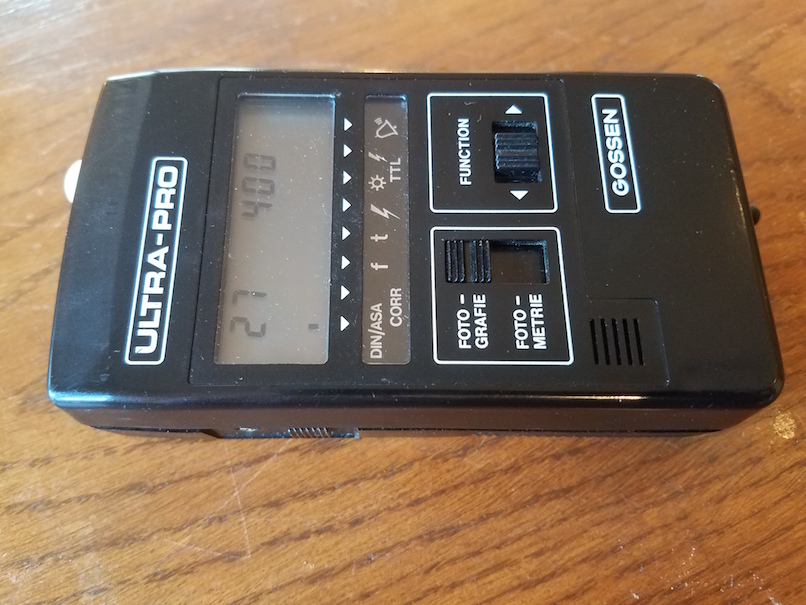 ULTRA-PRO
27 400
DIN/ASA f t TTL
CORR
FOTO-
GRAFIE
FOTO-
METRIE
FUNCTION
GOSSEN